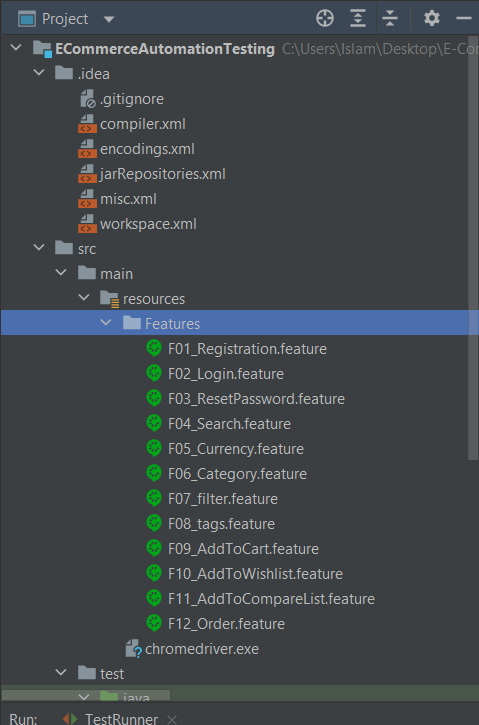 Project
ECommerceAutomationTesting C:\Users\Islam\Desktop\E-Con
.idea
.gitignore
compiler.xml
encodings.xml
jarRepositories.xml
misc.xml
workspace.xml
src
main
resources
Features
F01_Registration.feature
F02_Login.feature
F03_ResetPassword.feature
F04_Search.feature
F05_Currency.feature
F06_Category.feature
F07_filter.feature
F08_tags.feature
F09_AddToCart.feature
F10_AddToWishlist.feature
F11_AddToCompareList.feature
F12_Order.feature
chromedriver.exe
test
java
Run: TestRunner